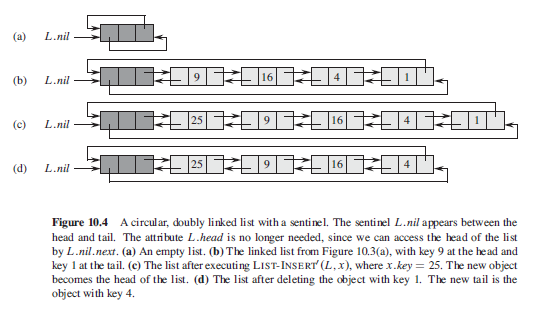 (a) L.nil
(b) L.nil 9 16 4 1
(c) L.nil 25 9 16 4 1
(d) L.nil 25 9 16 4
Figure 10.4 A circular, doubly linked list with a sentinel. The sentinel L.nil appears between the
head and tail. The attribute L.head is no longer needed, since we can access the head of the list
by L.nil.next. (a) An empty list. (b) The linked list from Figure 10.3(a), with key 9 at the head and
key 1 at the tail. (c) The list after executing LIST-INSERT′(L, x), where x.key = 25. The new object
becomes the head of the list. (d) The list after deleting the object with key 1. The new tail is the
object with key 4.